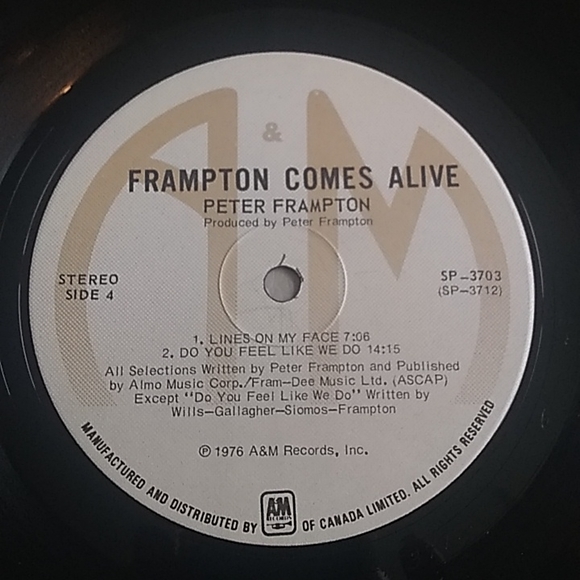 &
FRAMPTON COMES ALIVE
PETER FRAMPTON
Produced by Peter Frampton
STEREO
SIDE 4
SP-3703
(SP-3712)
1. LINES ON MY FACE 7:06
2. DO YOU FEEL LIKE WE DO 14:15
All Selections Written by Peter Frampton and Published
by Almo Music Corp./Fram-Dee Music Ltd. (ASCAP)
Except "Do You Feel Like We Do" Written by
Wills-Gallagher-Siomos-Frampton
℗ 1976 A&M Records, Inc.
MANUFACTURED AND DISTRIBUTED BY A&M RECORDS OF CANADA LIMITED. ALL RIGHTS RESERVED